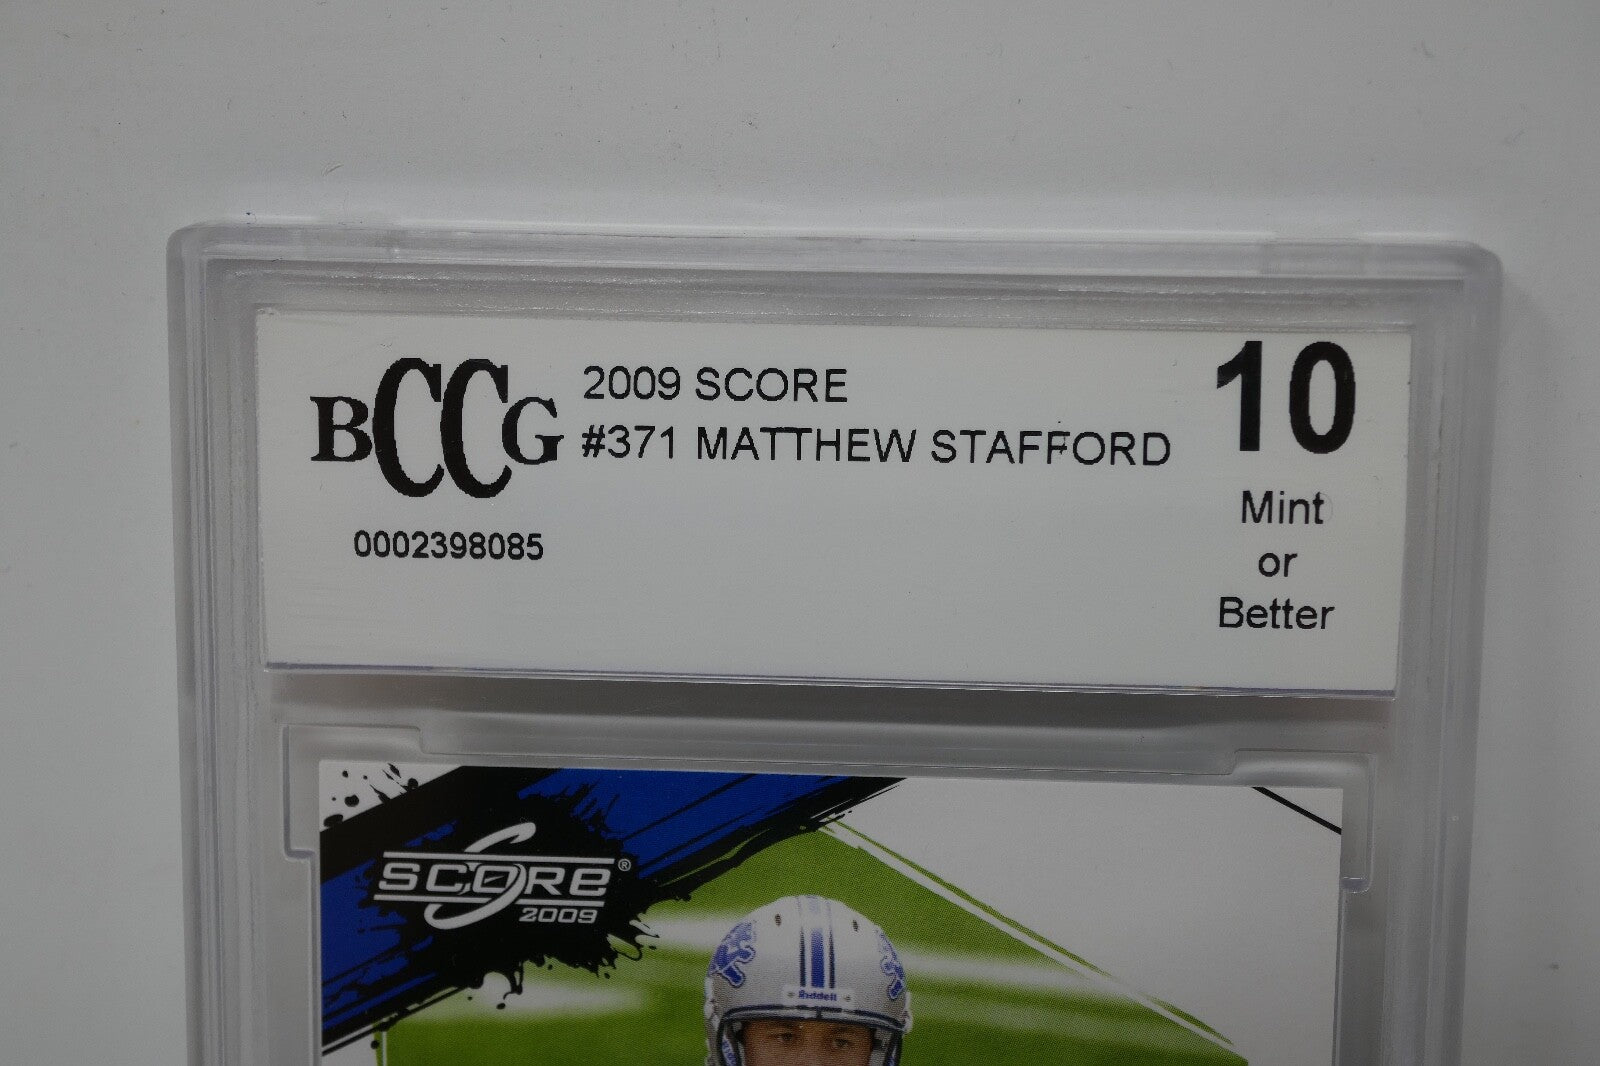 BCCG
2009 SCORE
#371 MATTHEW STAFFORD
0002398085
10
Mint
or
Better
SCORE®
2009
Riddell